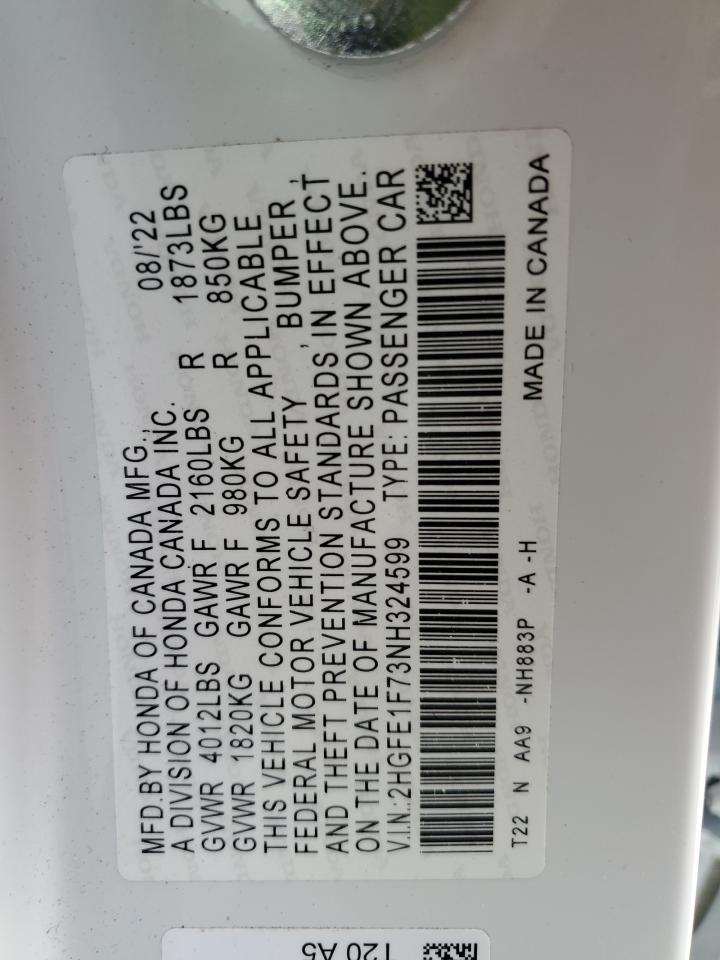 MFD.BY HONDA OF CANADA MFG., 08/'22
A DIVISION OF HONDA CANADA INC.
GVWR 4012LBS GAWR F 2160LBS R 1873LBS
GVWR 1820KG GAWR F 980KG R 850KG
THIS VEHICLE CONFORMS TO ALL APPLICABLE
FEDERAL MOTOR VEHICLE SAFETY , BUMPER ,
AND THEFT PREVENTION STANDARDS IN EFFECT
ON THE DATE OF MANUFACTURE SHOWN ABOVE.
V.I.N.:2HGFE1F73NH324599 TYPE: PASSENGER CAR
T22 N AA9 -NH883P -A -H
MADE IN CANADA
T20 A5